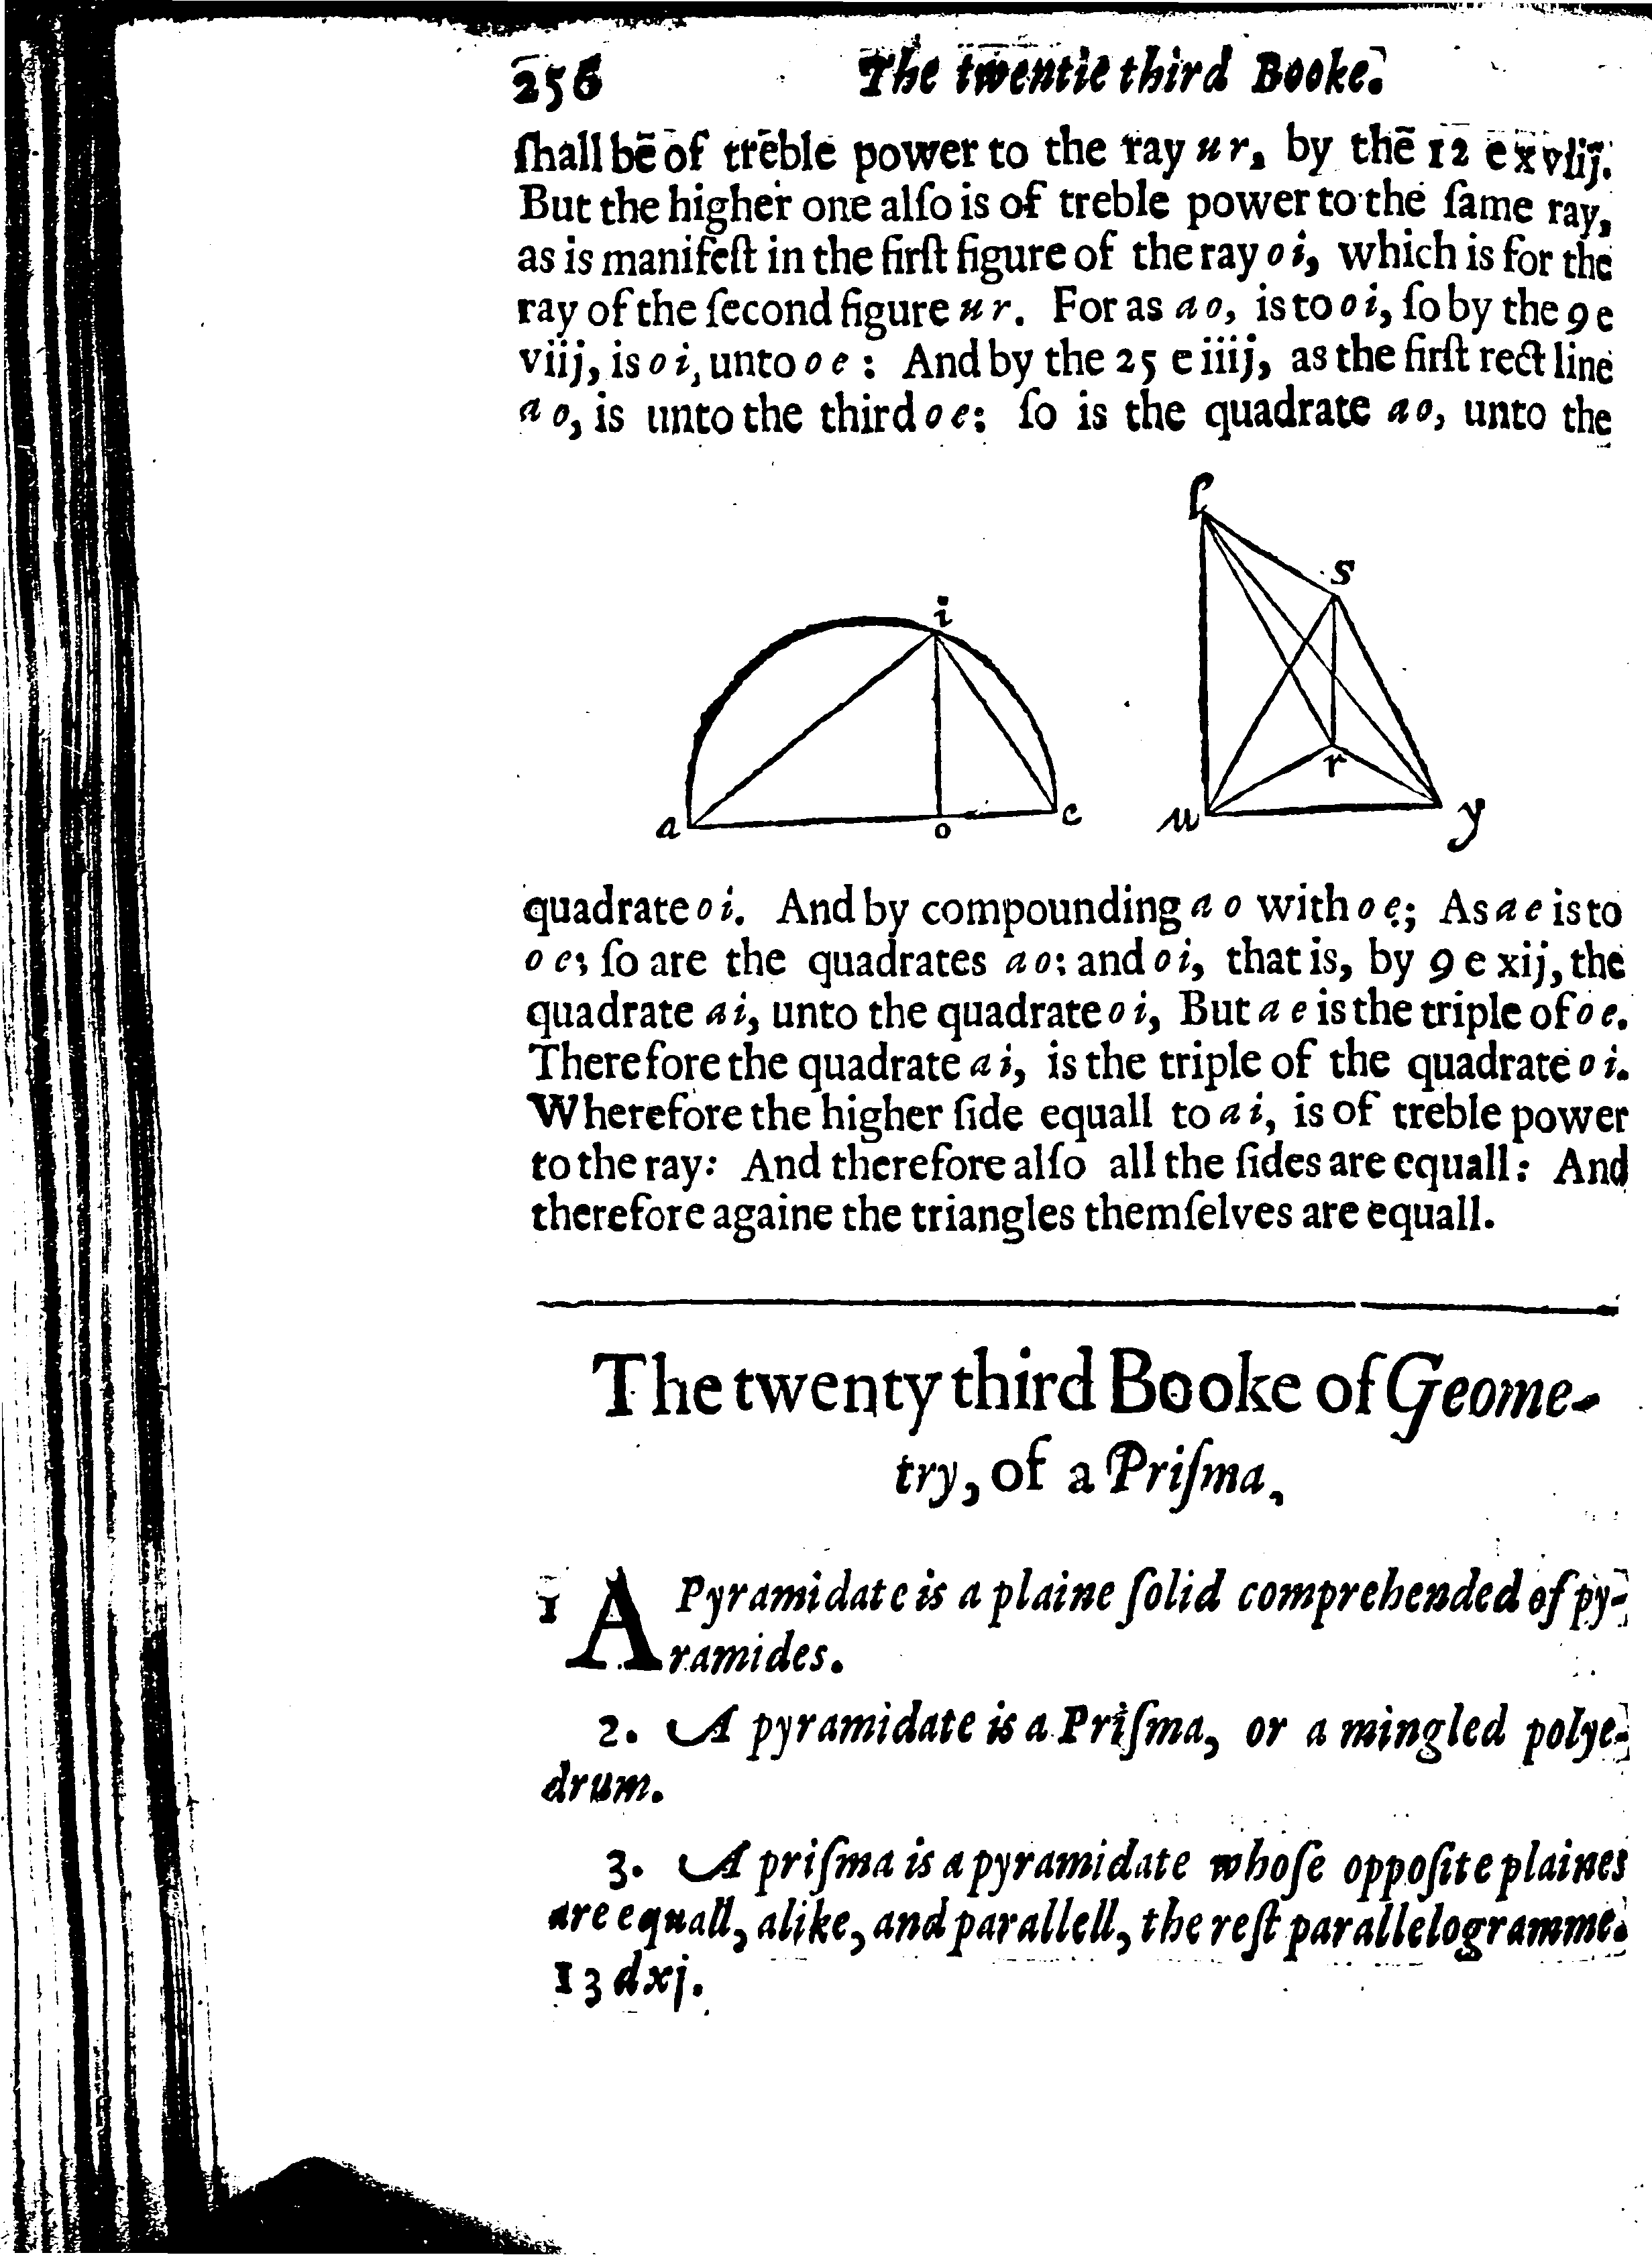 256 The twentie third Booke.
ſhall bē of trēble power to the ray ur, by thē 12 e xviij.
But the higher one alſo is of treble power to the ſame ray,
as is manifeſt in the firſt figure of the ray oi, which is for the
ray of the ſecond figure ur. For as ao, is to oi, ſo by the 9 e
viij, is oi, unto oe: And by the 25 e iiij, as the firſt rect line
ao, is unto the third oe: ſo is the quadrate ao, unto the
l
s
i
r
a
o
e
u
y
quadrate oi. And by compounding ao with oe; As ae is to
oe; ſo are the quadrates ao: and oi, that is, by 9 e xij, the
quadrate ai, unto the quadrate oi, But ae is the triple of oe.
Therefore the quadrate ai, is the triple of the quadrate oi.
Wherefore the higher ſide equall to ai, is of treble power
to the ray: And therefore alſo all the ſides are equall: And
therefore againe the triangles themſelves are equall.
The twenty third Booke of Geome-
try, of a Priſma,
1 A Pyramidate is a plaine ſolid comprehended of py-
ramides.
2. A pyramidate is a Priſma, or a mingled polye-
drum.
3. A priſma is a pyramidate whoſe oppoſite plaines
are equall, alike, and parallell, the reſt parallelogramme.
13 d xj.